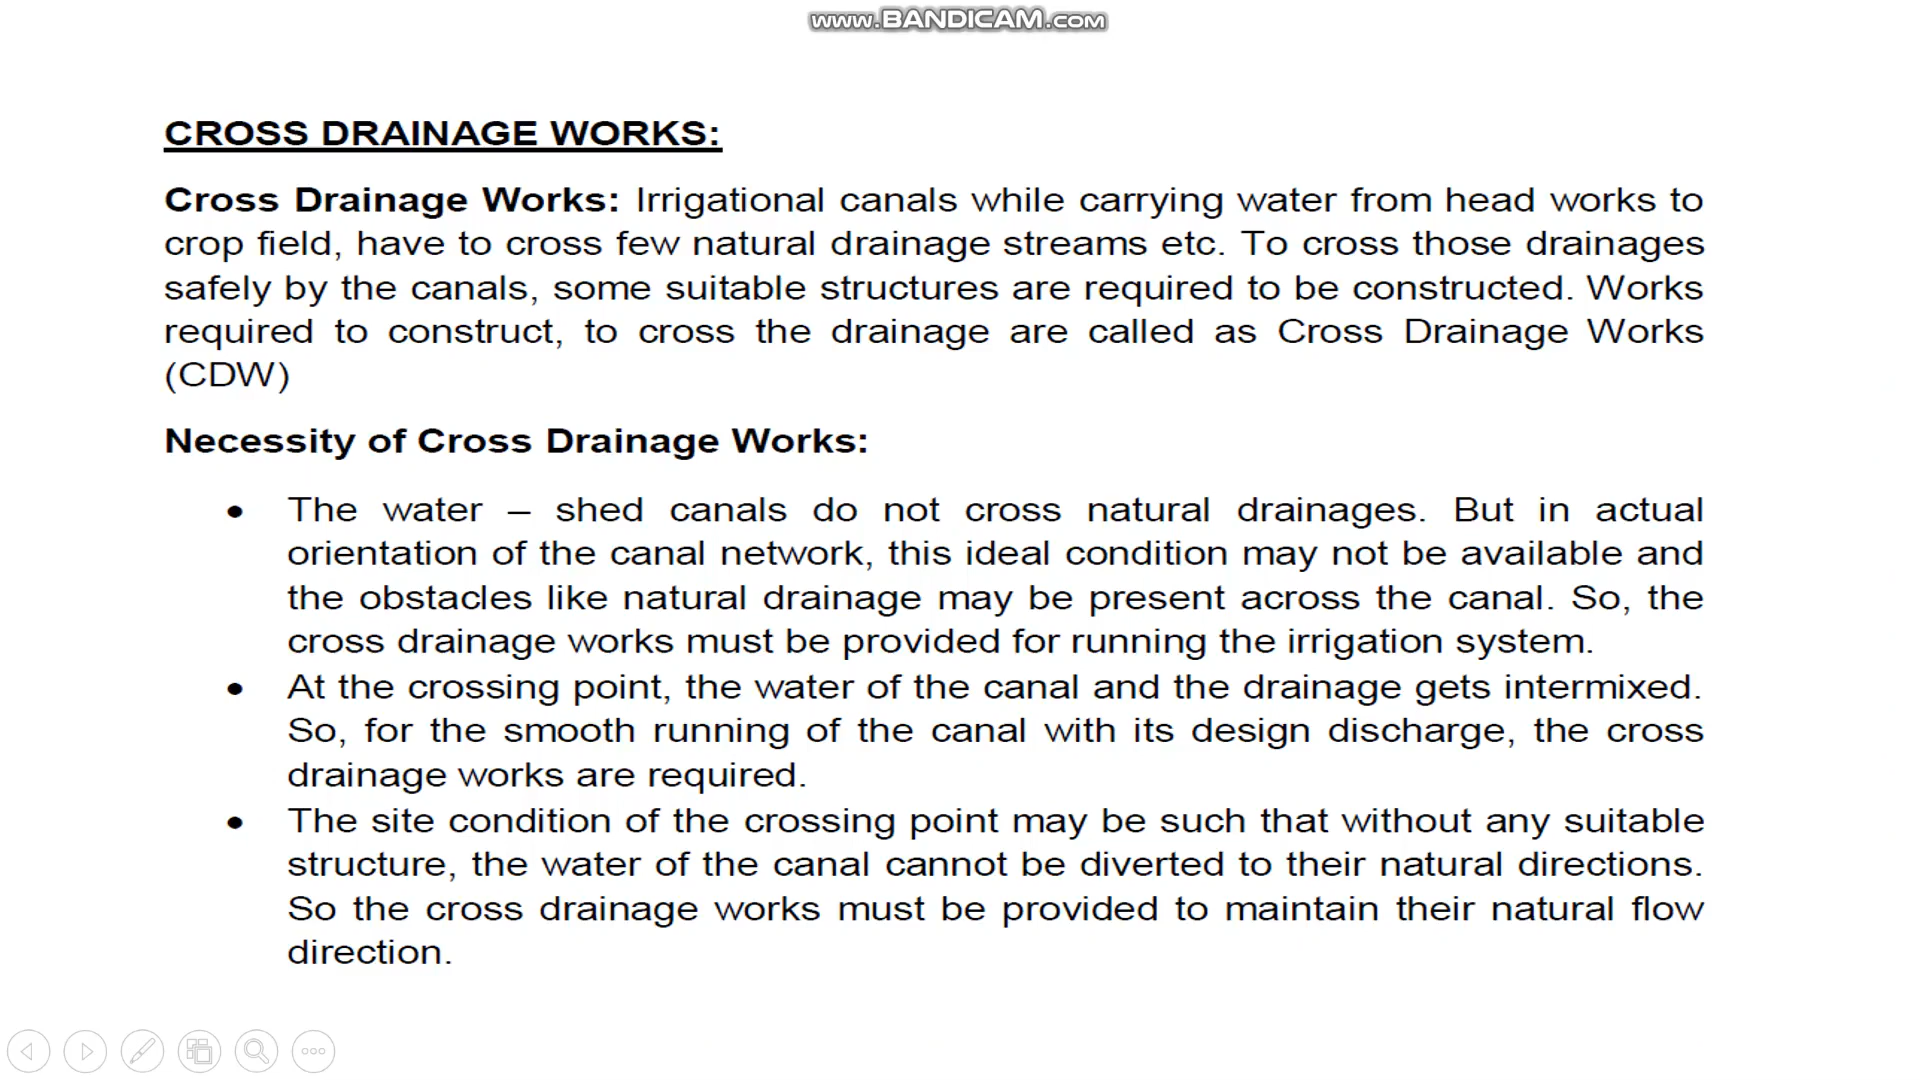 www.BANDICAM.com
CROSS DRAINAGE WORKS:
Cross Drainage Works: Irrigational canals while carrying water from head works to
crop field, have to cross few natural drainage streams etc. To cross those drainages
safely by the canals, some suitable structures are required to be constructed. Works
required to construct, to cross the drainage are called as Cross Drainage Works
(CDW)
Necessity of Cross Drainage Works:
• The water – shed canals do not cross natural drainages. But in actual
orientation of the canal network, this ideal condition may not be available and
the obstacles like natural drainage may be present across the canal. So, the
cross drainage works must be provided for running the irrigation system.
• At the crossing point, the water of the canal and the drainage gets intermixed.
So, for the smooth running of the canal with its design discharge, the cross
drainage works are required.
• The site condition of the crossing point may be such that without any suitable
structure, the water of the canal cannot be diverted to their natural directions.
So the cross drainage works must be provided to maintain their natural flow
direction.